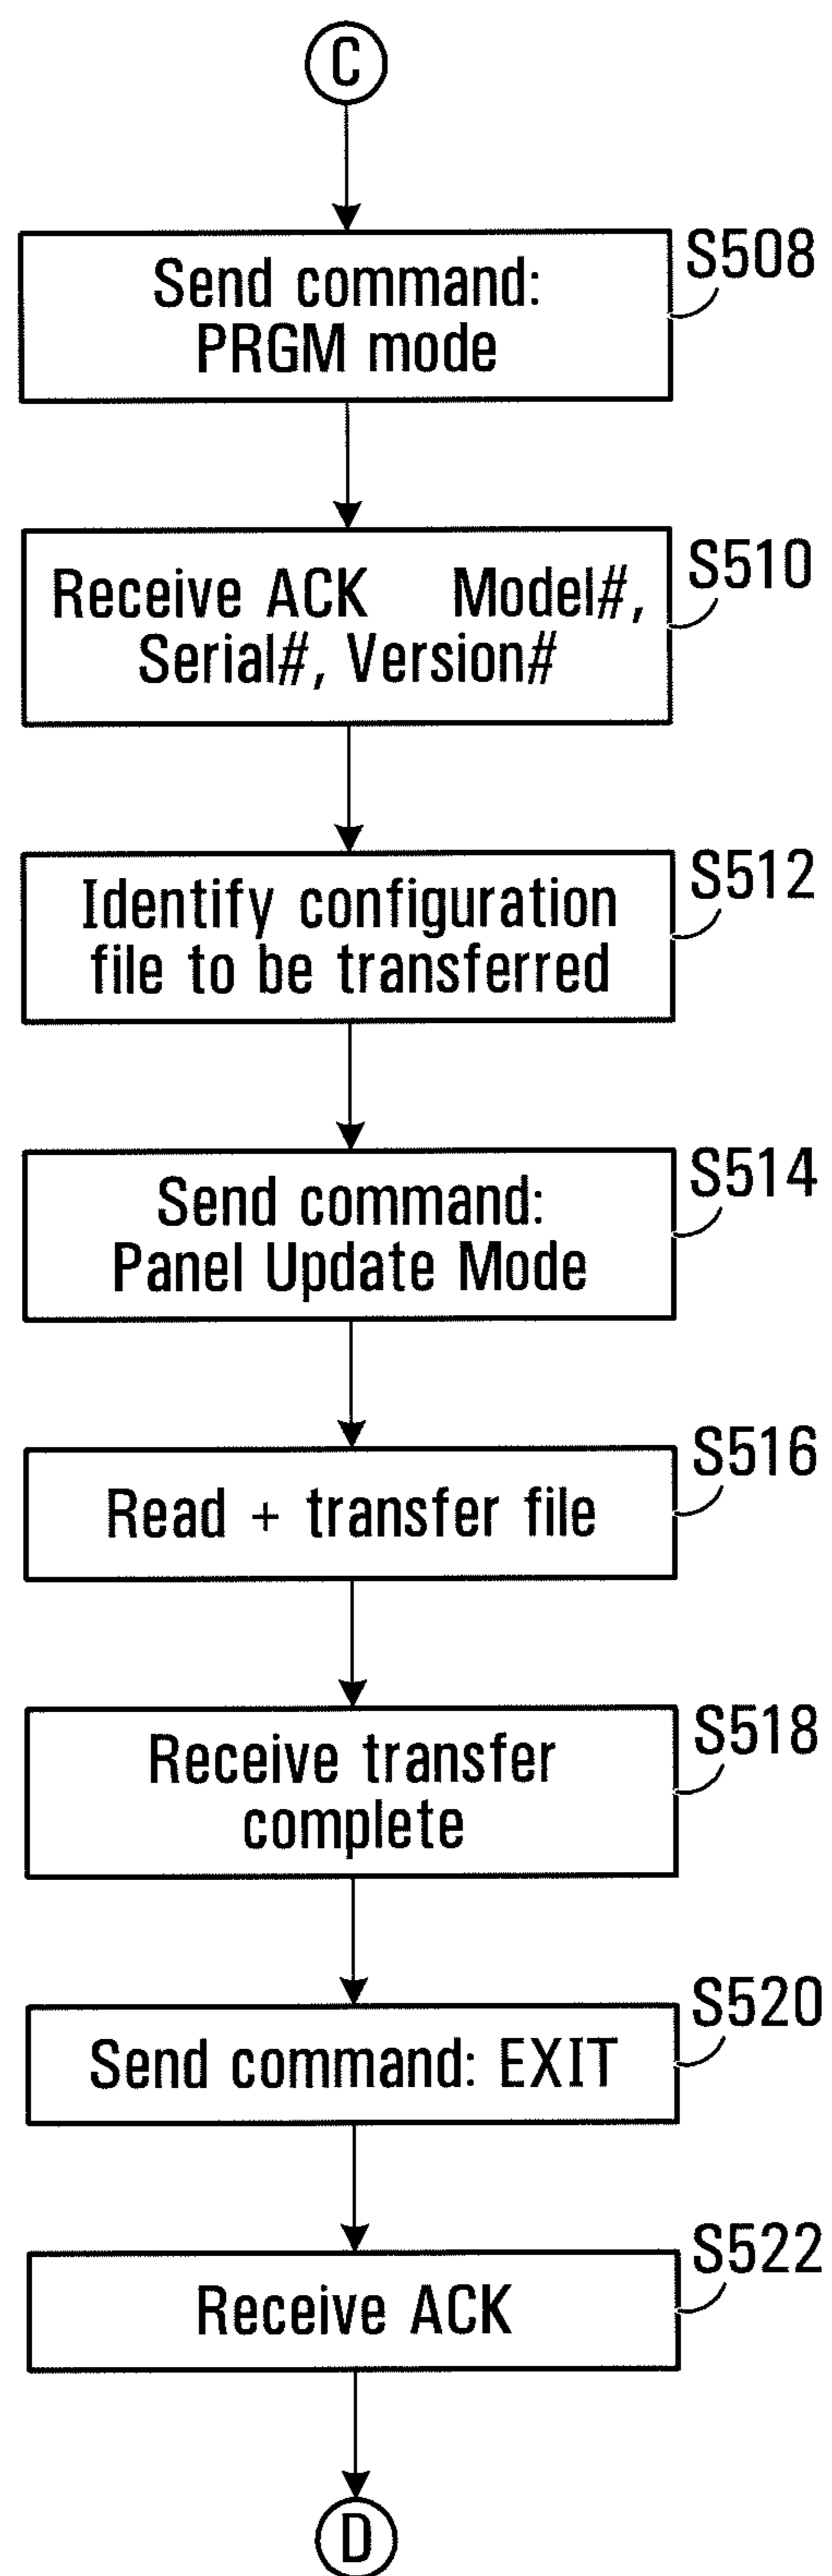 C
Send command:
PRGM mode
S508
Receive ACK Model#,
Serial#, Version#
S510
Identify configuration
file to be transferred
S512
Send command:
Panel Update Mode
S514
Read + transfer file
S516
Receive transfer
complete
S518
Send command: EXIT
S520
Receive ACK
S522
D